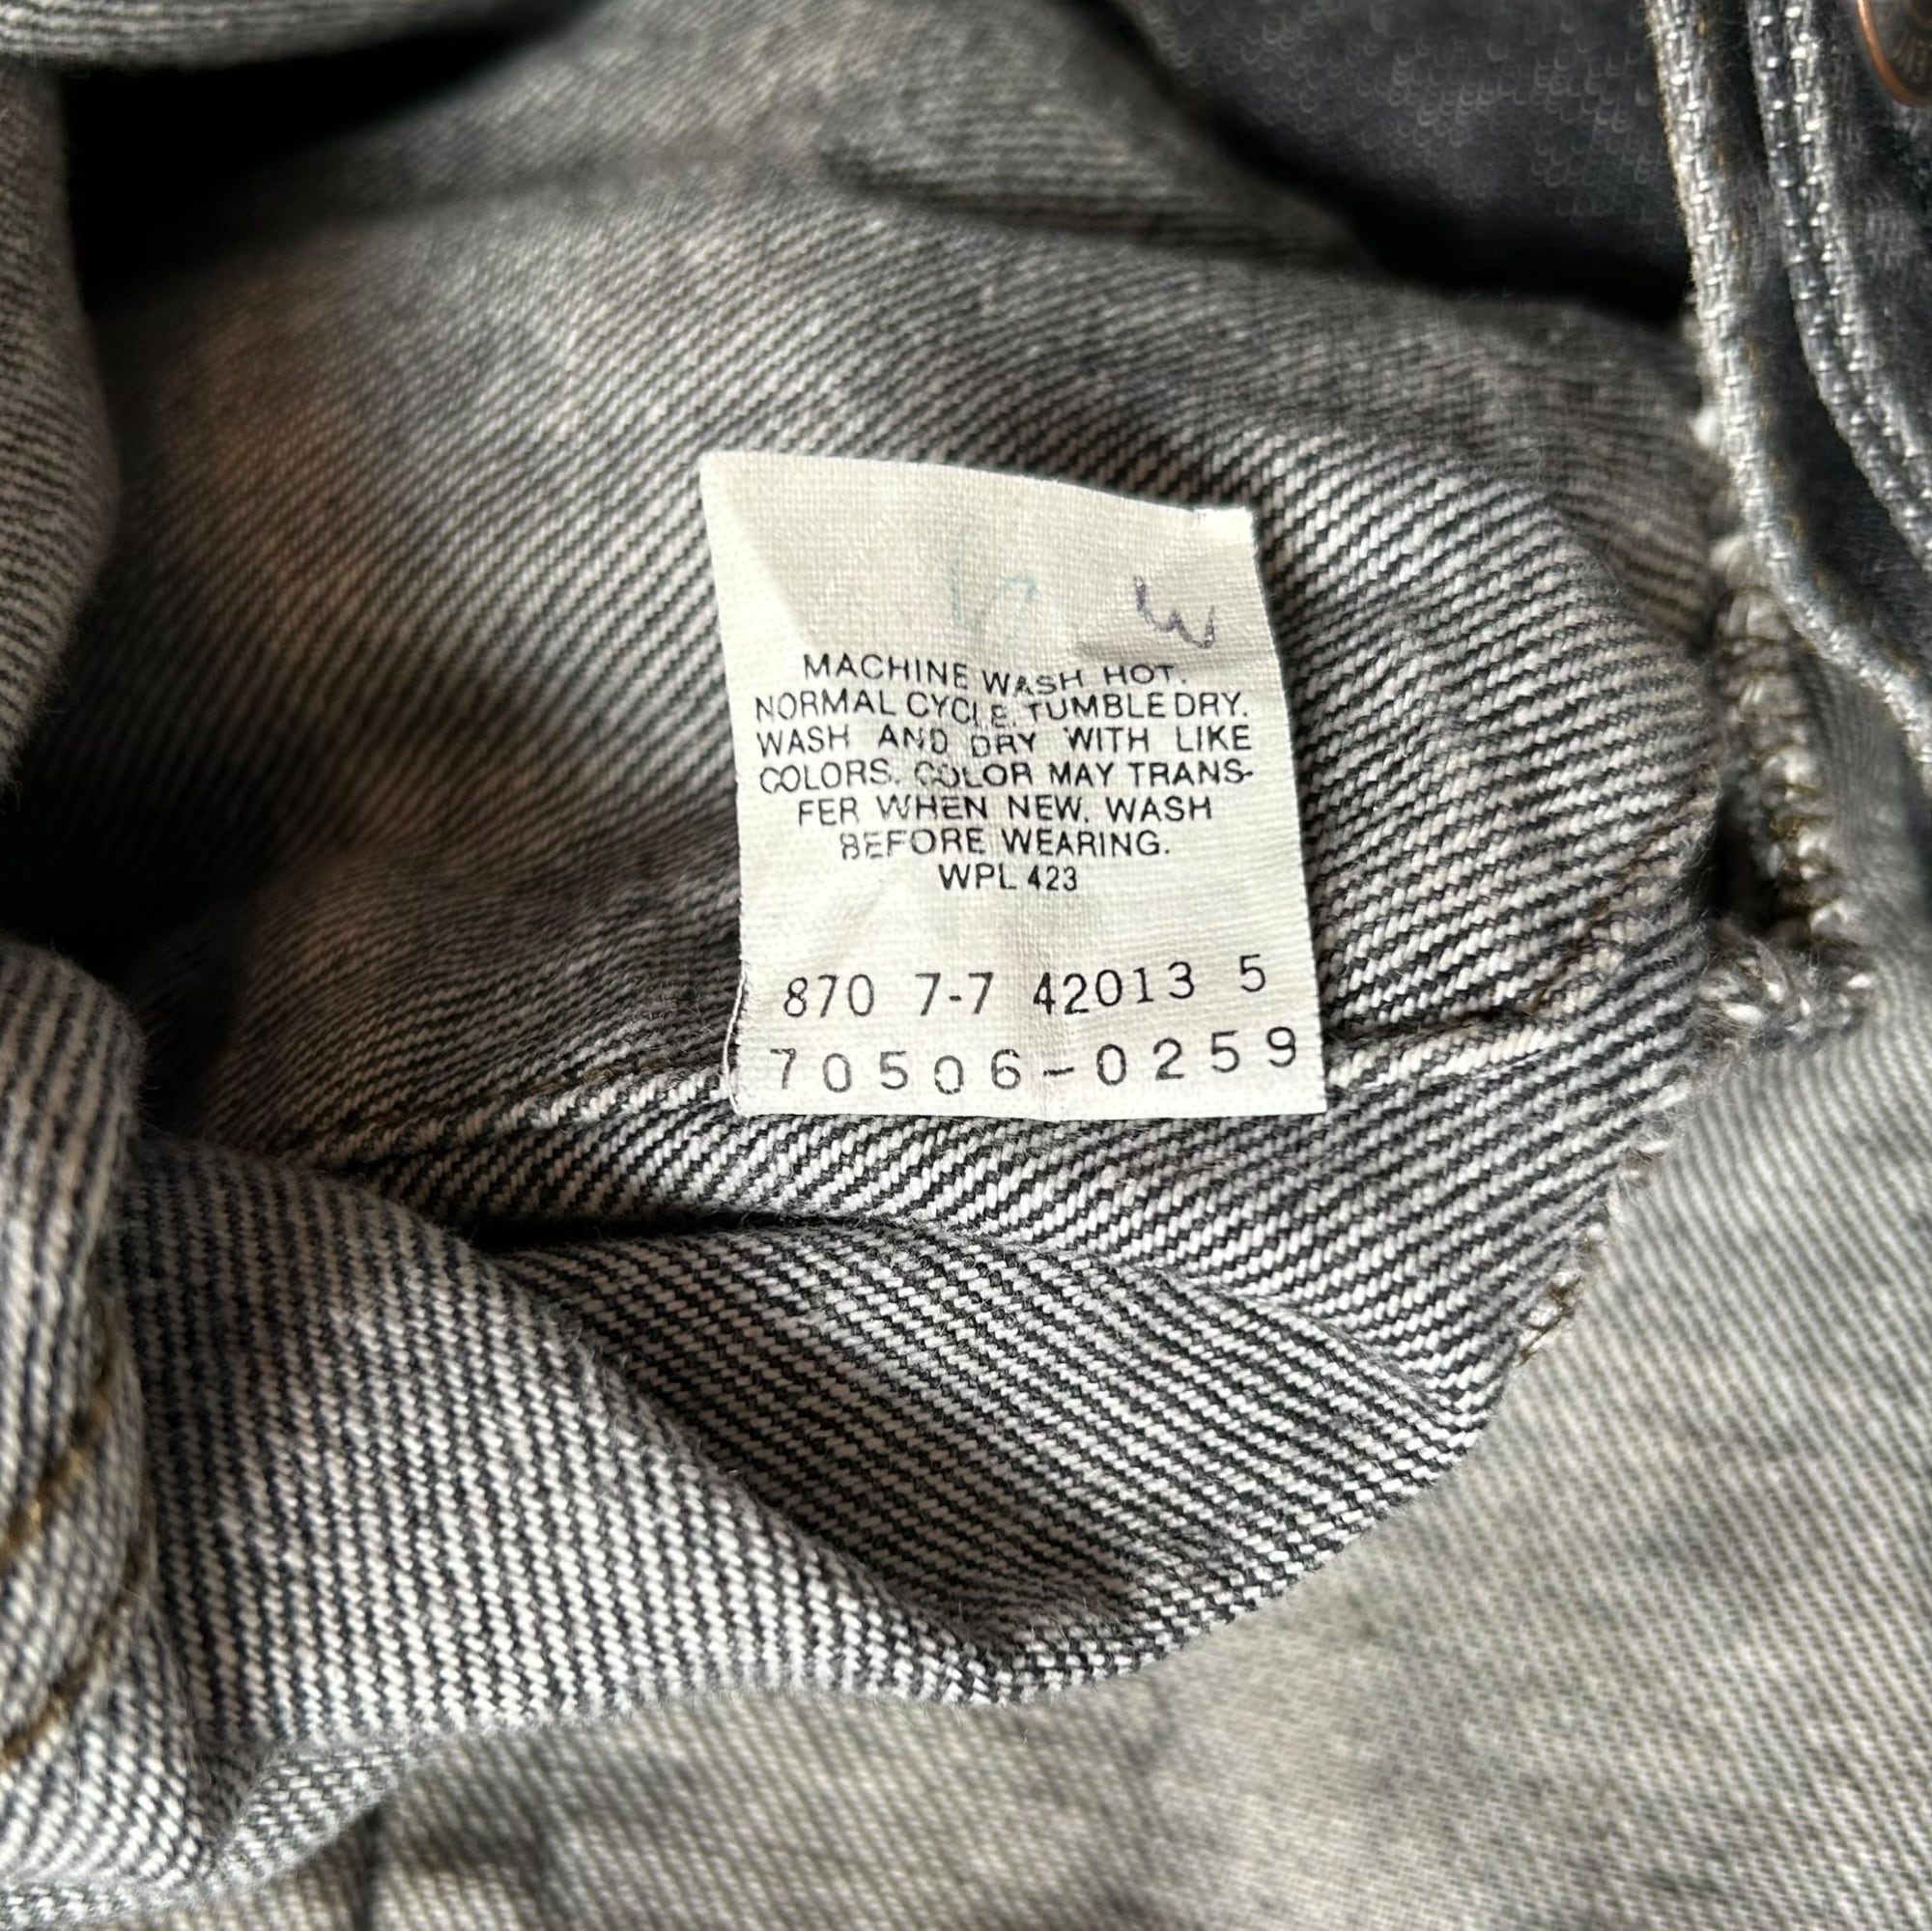 MACHINE WASH HOT.
NORMAL CYCLE. TUMBLE DRY.
WASH AND DRY WITH LIKE
COLORS. COLOR MAY TRANS-
FER WHEN NEW. WASH
BEFORE WEARING.
WPL 423
870 7-7 42013 5
70506-0259